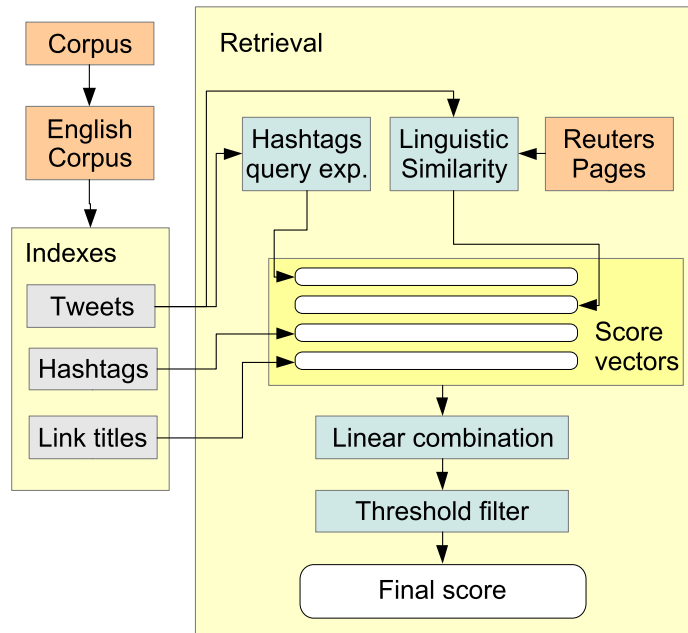 Corpus
English
Corpus
Indexes
Tweets
Hashtags
Link titles
Retrieval
Hashtags
query exp.
Linguistic
Similarity
Reuters
Pages
Score
vectors
Linear combination
Threshold filter
Final score